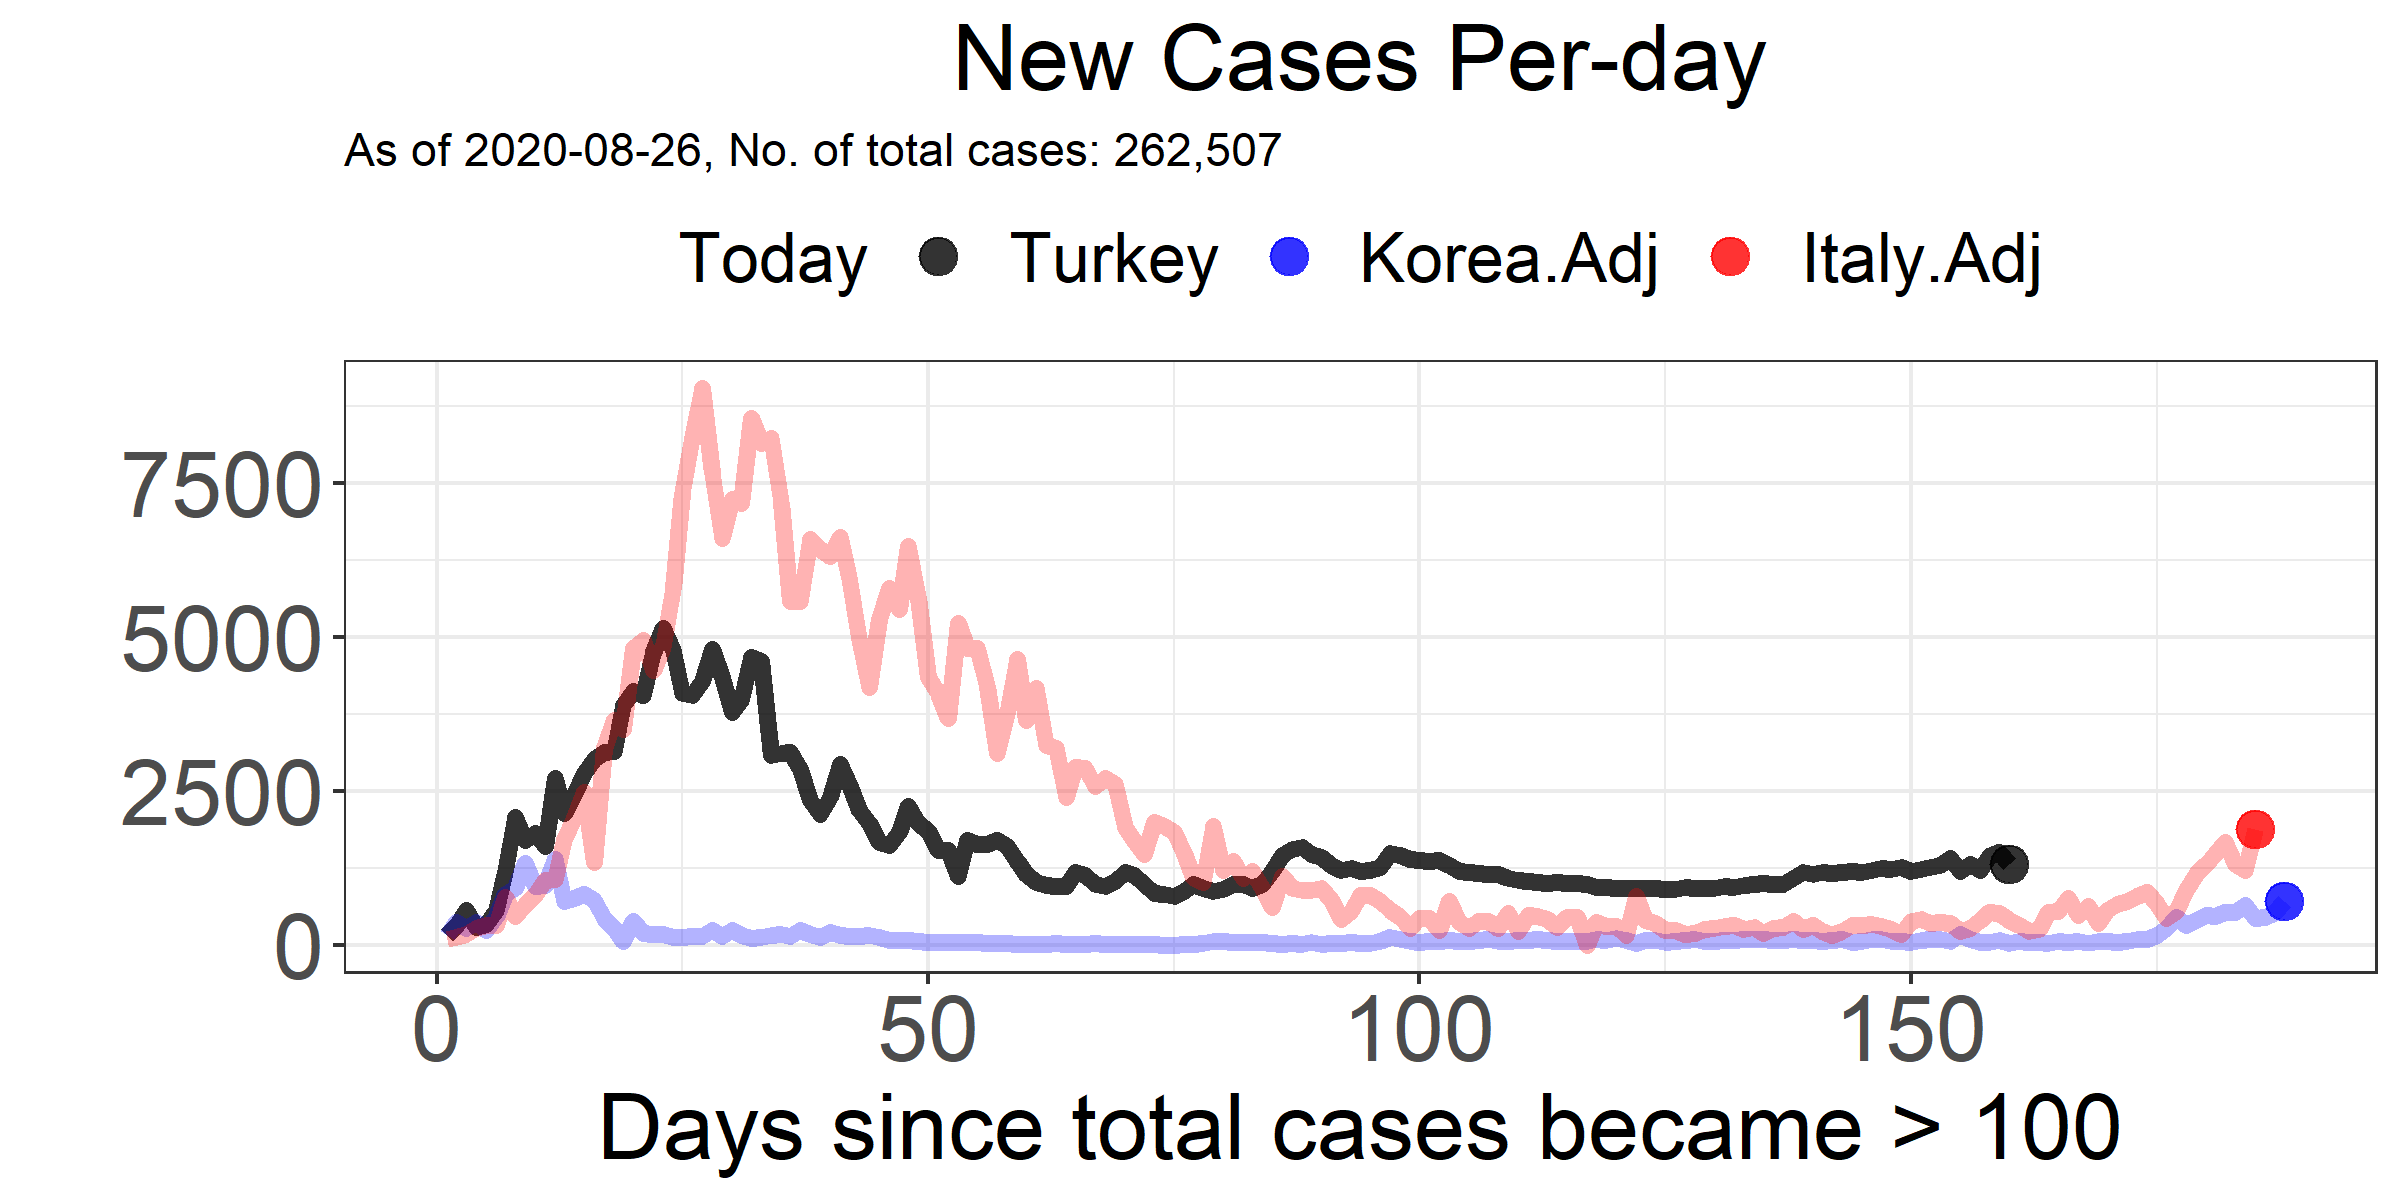 New Cases Per-day
As of 2020-08-26, No. of total cases: 262,507
Today Turkey Korea.Adj Italy.Adj
7500
5000
2500
0
0 50 100 150
Days since total cases became > 100